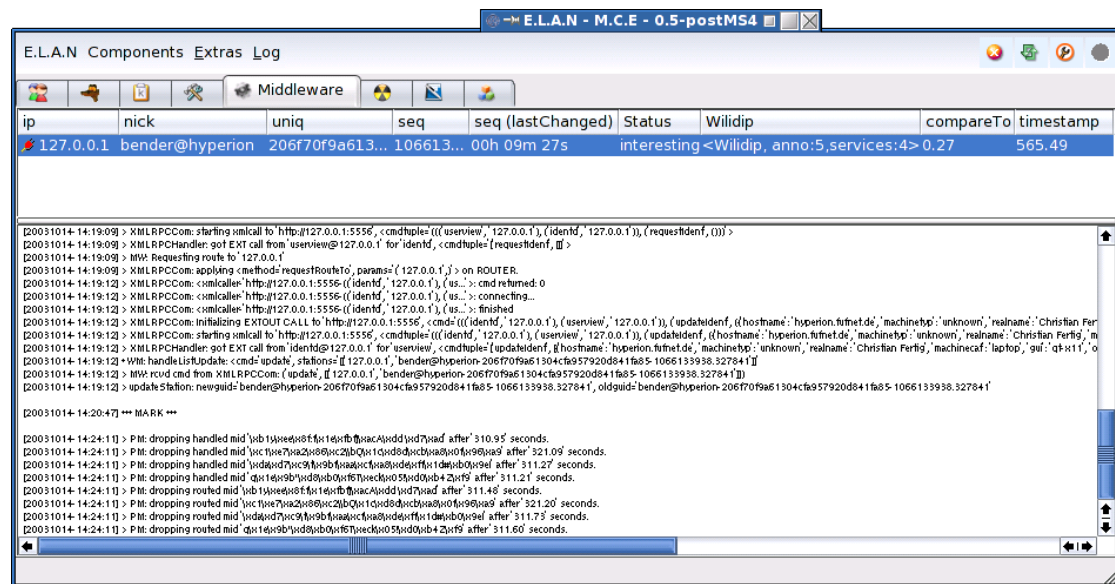 E.L.A.N - M.C.E - 0.5-postMS4
E.L.A.N Components Extras Log
Middleware
ip nick uniq seq seq (lastChanged) Status Wilidip compareTo timestamp
127.0.0.1 bender@hyperion 206f70f9a613... 106613... 00h 09m 27s interesting <Wilidip, anno:5,services:4> 0.27 565.49
[20031014-14:19:09] > XMLRPCCom: starting xmlcall to 'http://127.0.0.1:5556', <cmdtuple='((('userview', '127.0.0.1'), ('identd', '127.0.0.1')), ('requestIdent', ()))'>
[20031014-14:19:09] > XMLRPCHandler: got EXT call from 'userview@127.0.0.1' for 'identd', <cmdtuple='['requestIdent', []]'>
[20031014-14:19:09] > MW: Requesting route to '127.0.0.1'
[20031014-14:19:09] > XMLRPCCom: applying <method='requestRouteTo', params='('127.0.0.1',)'> on ROUTER.
[20031014-14:19:12] > XMLRPCCom: <xmlcaller-'http://127.0.0.1:5556-(('identd', '127.0.0.1'), ('us...'>: cmd returned: 0
[20031014-14:19:12] > XMLRPCCom: <xmlcaller-'http://127.0.0.1:5556-(('identd', '127.0.0.1'), ('us...'>: connecting...
[20031014-14:19:12] > XMLRPCCom: <xmlcaller-'http://127.0.0.1:5556-(('identd', '127.0.0.1'), ('us...'>: finished
[20031014-14:19:12] > XMLRPCCom: Initializing EXTOUT CALL to 'http://127.0.0.1:5556', <cmd='((('identd', '127.0.0.1'), ('userview', '127.0.0.1')), ('updateIdent', ({'hostname': 'hyperion.fufnet.de', 'machinetyp': 'unknown', 'realname': 'Christian Fer
[20031014-14:19:12] > XMLRPCCom: starting xmlcall to 'http://127.0.0.1:5556', <cmdtuple='((('identd', '127.0.0.1'), ('userview', '127.0.0.1')), ('updateIdent', ({'hostname': 'hyperion.fufnet.de', 'machinetyp': 'unknown', 'realname': 'Christian Fertig', 'm
[20031014-14:19:12] > XMLRPCHandler: got EXT call from 'identd@127.0.0.1' for 'userview', <cmdtuple='['updateIdent', [{'hostname': 'hyperion.fufnet.de', 'machinetyp': 'unknown', 'realname': 'Christian Fertig', 'machinecat': 'laptop', 'gui': 'qt-x11', 'o
[20031014-14:19:12] * WM: handleListUpdate: <cmd='update', stations='[['127.0.0.1', 'bender@hyperion-206f70f9a61304cfa957920d841fa85-1066133938.327841']]'
[20031014-14:19:12] > MW: rcvd cmd from XMLRPCCom: ('update', [['127.0.0.1', 'bender@hyperion-206f70f9a61304cfa957920d841fa85-1066133938.327841']])
[20031014-14:19:12] > updateStation: newguid='bender@hyperion-206f70f9a61304cfa957920d841fa85-1066133938.327841', oldguid='bender@hyperion-206f70f9a61304cfa957920d841fa85-1066133938.327841'
[20031014-14:20:47] *** MARK ***
[20031014-14:24:11] > PM: dropping handled mid after '310.95' seconds.
[20031014-14:24:11] > PM: dropping handled mid after '321.09' seconds.
[20031014-14:24:11] > PM: dropping handled mid after '311.27' seconds.
[20031014-14:24:11] > PM: dropping handled mid after '311.21' seconds.
[20031014-14:24:11] > PM: dropping routed mid after '311.48' seconds.
[20031014-14:24:11] > PM: dropping routed mid after '321.20' seconds.
[20031014-14:24:11] > PM: dropping routed mid after '311.73' seconds.
[20031014-14:24:11] > PM: dropping routed mid after '311.60' seconds.